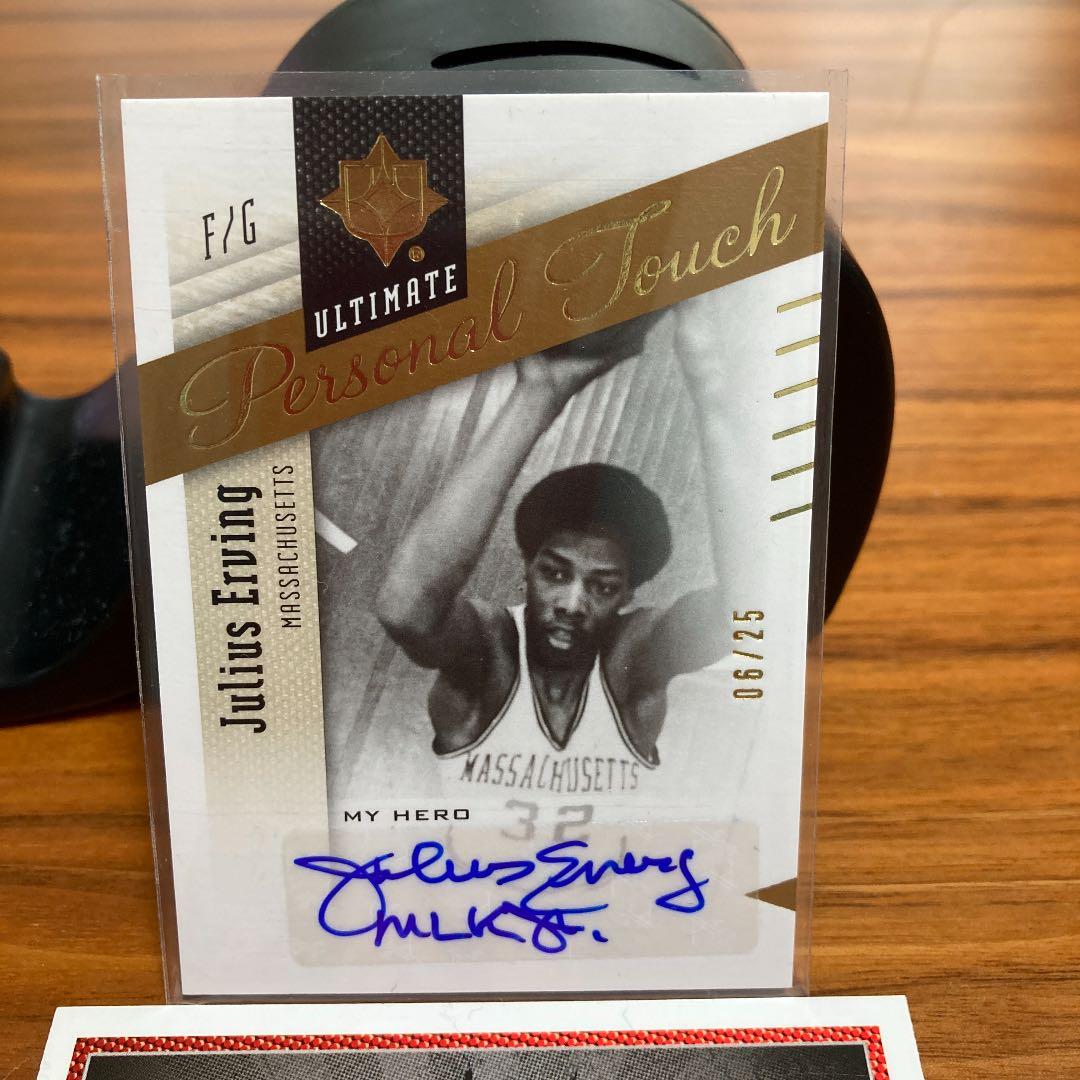 F/G
ULTIMATE
Personal Touch
Julius Erving
MASSACHUSETTS
06/25
MASSACHUSETTS
32
MY HERO
Julius Erving
MLK Jr.